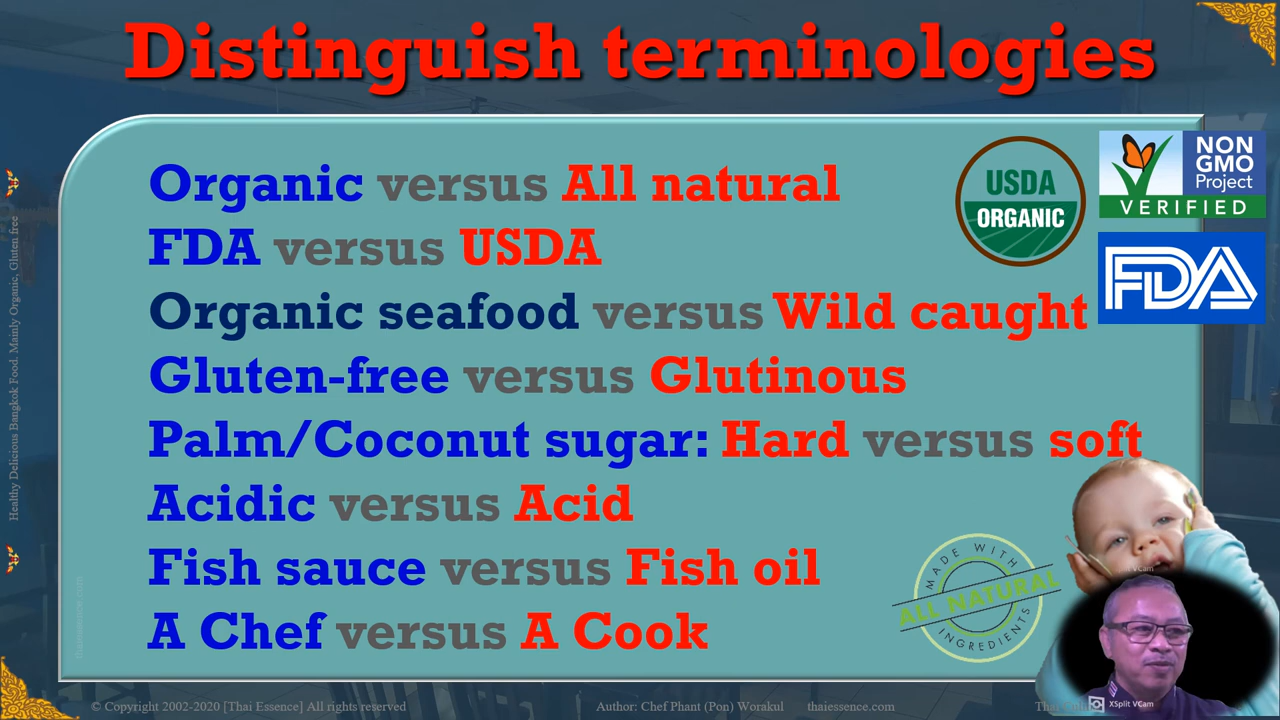 Distinguish terminologies
Organic versus All natural
FDA versus USDA
Organic seafood versus Wild caught
Gluten-free versus Glutinous
Palm/Coconut sugar: Hard versus soft
Acidic versus Acid
Fish sauce versus Fish oil
A Chef versus A Cook
USDA
ORGANIC
NON
GMO
Project
VERIFIED
FDA
MADE WITH
ALL NATURAL
INGREDIENTS
Healthy Delicious Bangkok Food. Mainly Organic, Gluten free
thaiessence.com
XSplit VCam
© Copyright 2002-2020 [Thai Essence] All rights reserved
Author: Chef Phant (Pon) Worakul thaiessence.com